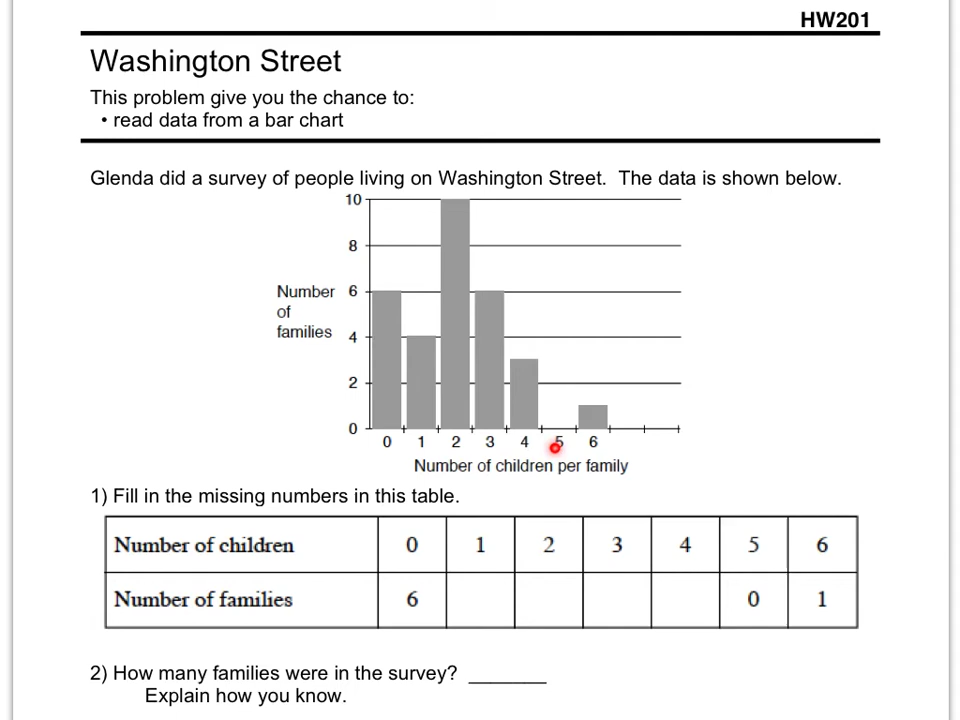 HW201
Washington Street
This problem give you the chance to:
• read data from a bar chart
Glenda did a survey of people living on Washington Street. The data is shown below.
10
8
Number 6
of
families 4
2
0
0 1 2 3 4 5 6
Number of children per family
1) Fill in the missing numbers in this table.
Number of children 0 1 2 3 4 5 6
Number of families 6 0 1
2) How many families were in the survey? _______
Explain how you know.